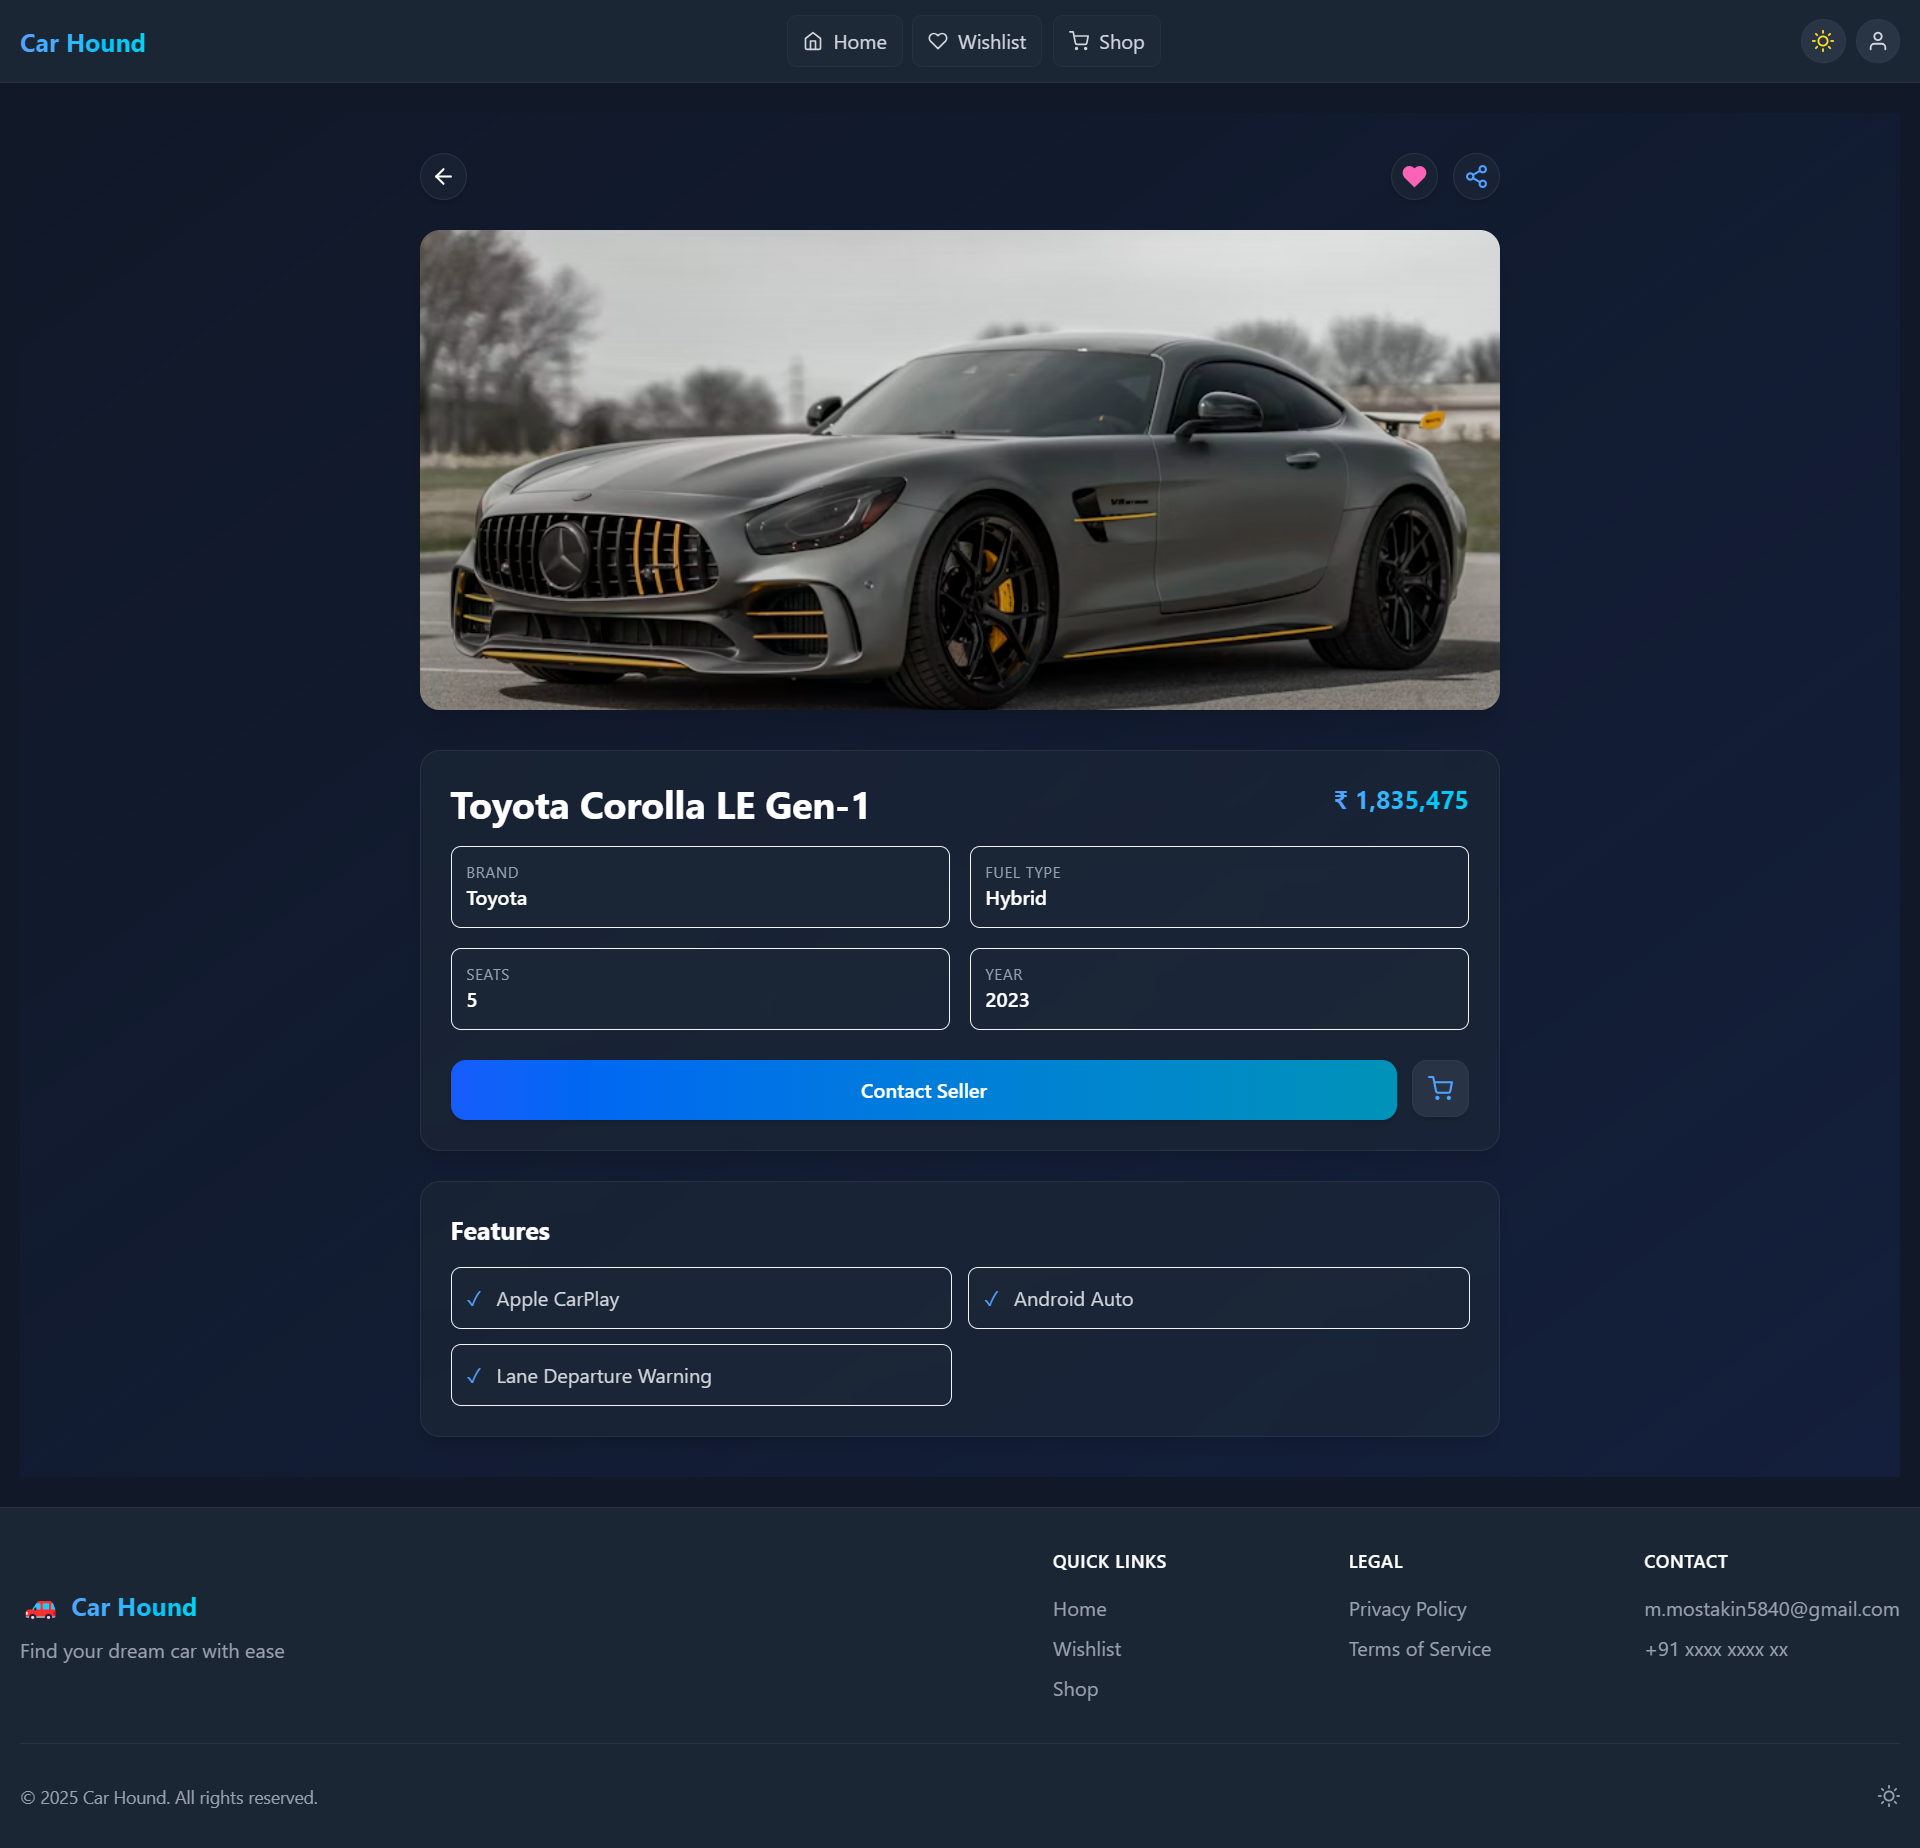 Car Hound
Home
Wishlist
Shop
Toyota Corolla LE Gen-1
₹ 1,835,475
BRAND
Toyota
FUEL TYPE
Hybrid
SEATS
5
YEAR
2023
Contact Seller
Features
✓ Apple CarPlay
✓ Android Auto
✓ Lane Departure Warning
Car Hound
Find your dream car with ease
QUICK LINKS
Home
Wishlist
Shop
LEGAL
Privacy Policy
Terms of Service
CONTACT
m.mostakin5840@gmail.com
+91 xxxx xxxx xx
© 2025 Car Hound. All rights reserved.